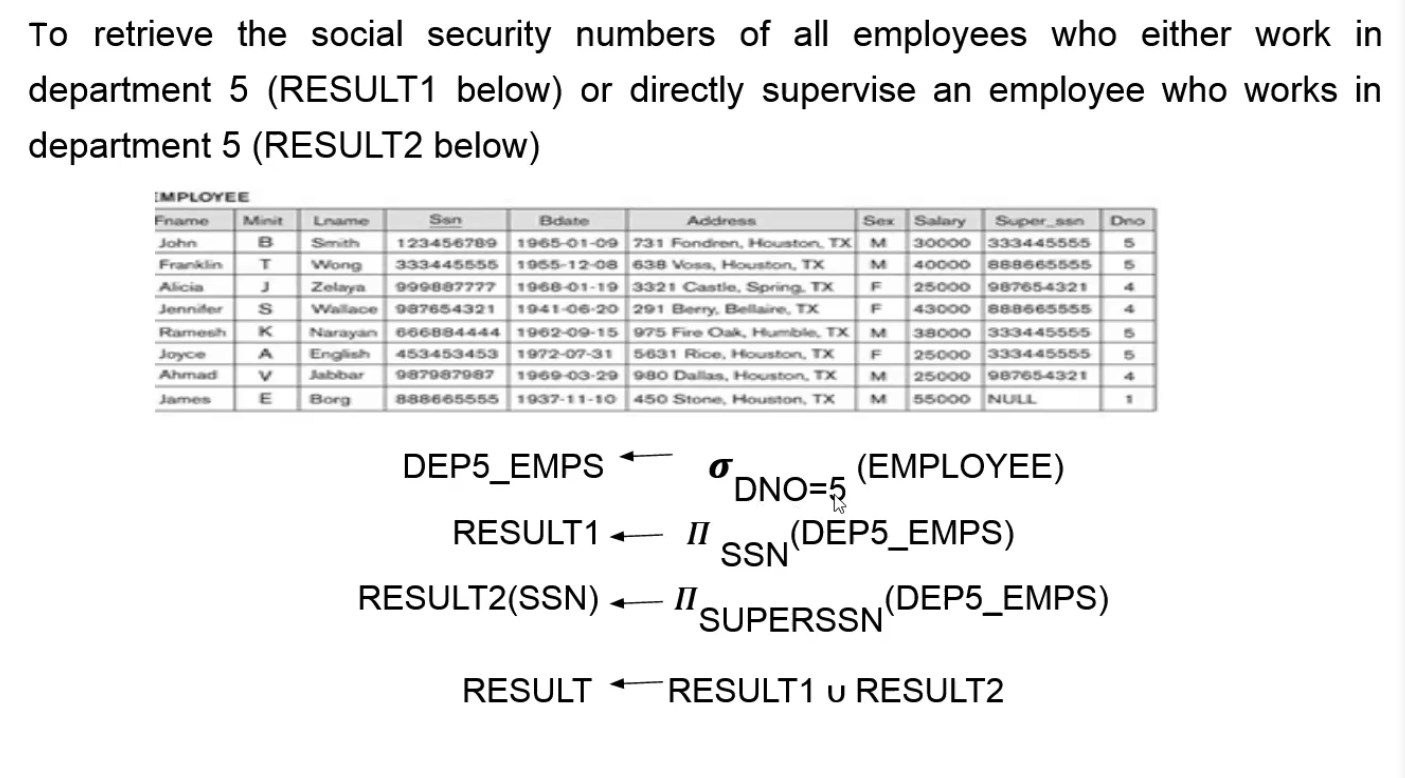 To retrieve the social security numbers of all employees who either work in
department 5 (RESULT1 below) or directly supervise an employee who works in
department 5 (RESULT2 below)
EMPLOYEE
Fname Minit Lname Ssn Bdate Address Sex Salary Super_ssn Dno
John B Smith 123456789 1965-01-09 731 Fondren, Houston, TX M 30000 333445555 5
Franklin T Wong 333445555 1955-12-08 638 Voss, Houston, TX M 40000 888665555 5
Alicia J Zelaya 999887777 1968-01-19 3321 Castle, Spring, TX F 25000 987654321 4
Jennifer S Wallace 987654321 1941-06-20 291 Berry, Bellaire, TX F 43000 888665555 4
Ramesh K Narayan 666884444 1962-09-15 975 Fire Oak, Humble, TX M 38000 333445555 5
Joyce A English 453453453 1972-07-31 5631 Rice, Houston, TX F 25000 333445555 5
Ahmad V Jabbar 987987987 1969-03-29 980 Dallas, Houston, TX M 25000 987654321 4
James E Borg 888665555 1937-11-10 450 Stone, Houston, TX M 55000 NULL 1
DEP5_EMPS ← σ DNO=5 (EMPLOYEE)
RESULT1 ← Π SSN (DEP5_EMPS)
RESULT2(SSN) ← Π SUPERSSN (DEP5_EMPS)
RESULT ← RESULT1 ∪ RESULT2